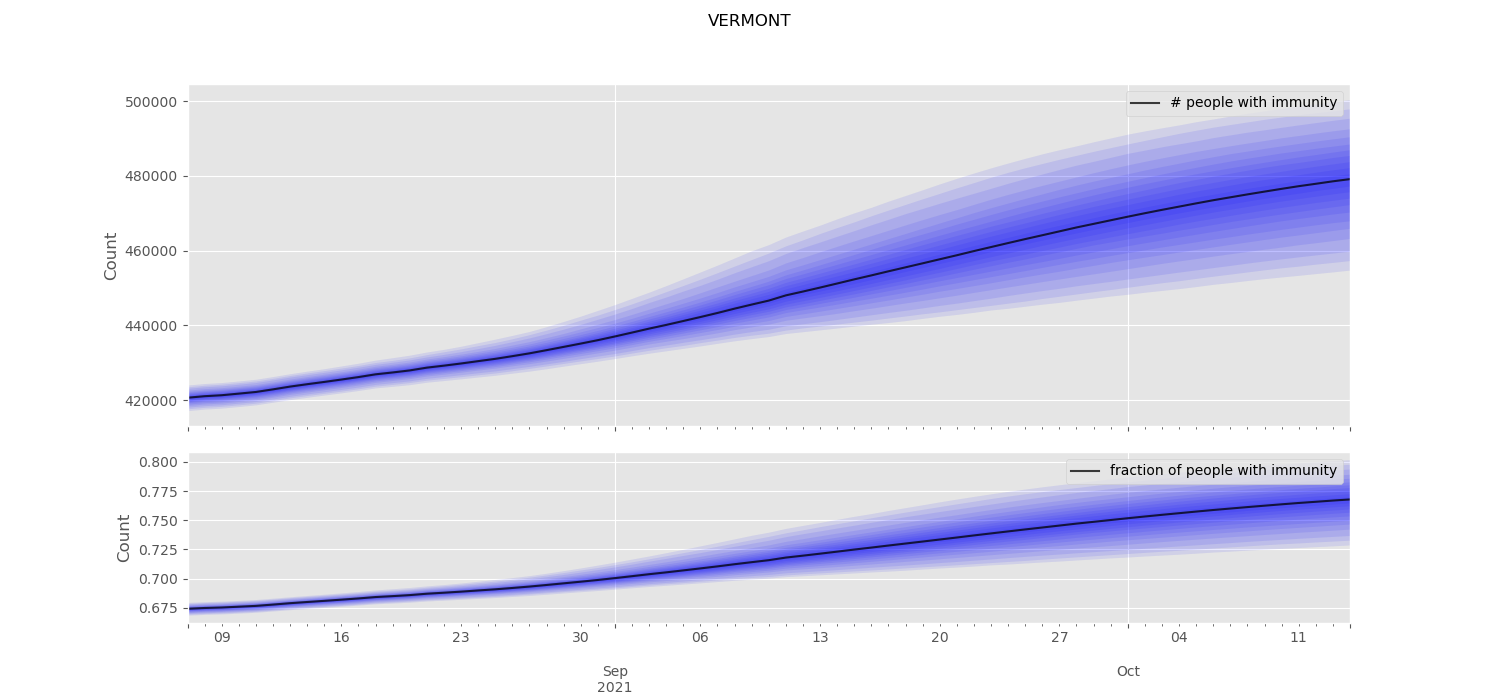 VERMONT
# people with immunity
500000
480000
460000
440000
420000
Count
fraction of people with immunity
0.800
0.775
0.750
0.725
0.700
0.675
Count
09 16 23 30 06 13 20 27 04 11
Sep Oct
2021